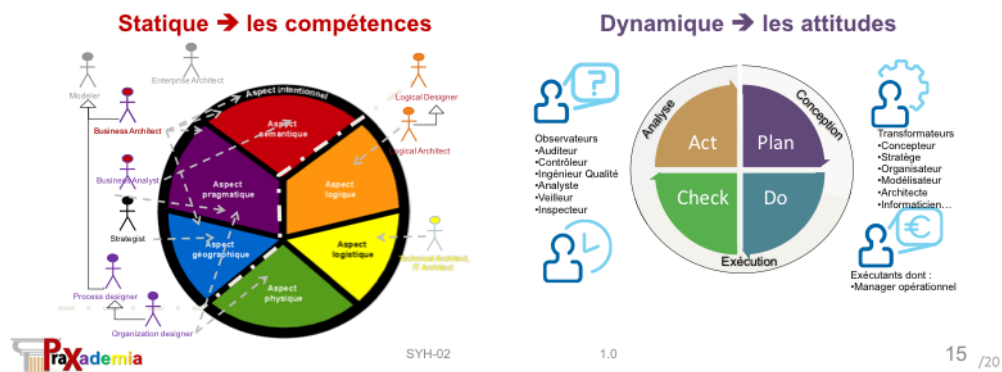 Statique ➔ les compétences
Dynamique ➔ les attitudes
Enterprise Architect
Modeler
Business Architect
Business Analyst
Strategist
Process designer
Organization designer
Aspect intentionnel
Aspect
sémantique
Aspect
pragmatique
Aspect
logique
Aspect
géographique
Aspect
logistique
Aspect
physique
Logical Designer
Logical Architect
Technical Architect,
IT Architect
?
Observateurs
•Auditeur
•Contrôleur
•Ingénieur Qualité
•Analyste
•Veilleur
•Inspecteur
Analyse
Conception
Exécution
Act
Plan
Check
Do
Transformateurs
•Concepteur
•Stratège
•Organisateur
•Modélisateur
•Architecte
•Informaticien…
€
Exécutants dont :
•Manager opérationnel
PraXademia
SYH-02
1.0
15 /20